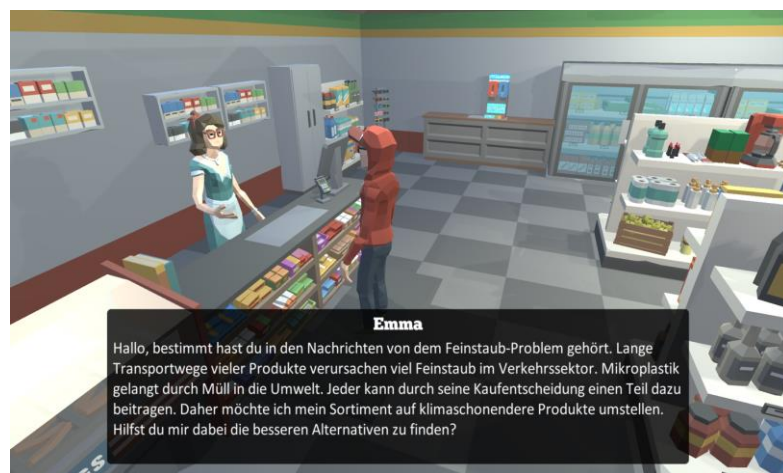 Emma
Hallo, bestimmt hast du in den Nachrichten von dem Feinstaub-Problem gehört. Lange
Transportwege vieler Produkte verursachen viel Feinstaub im Verkehrssektor. Mikroplastik
gelangt durch Müll in die Umwelt. Jeder kann durch seine Kaufentscheidung einen Teil dazu
beitragen. Daher möchte ich mein Sortiment auf klimaschonendere Produkte umstellen.
Hilfst du mir dabei die besseren Alternativen zu finden?